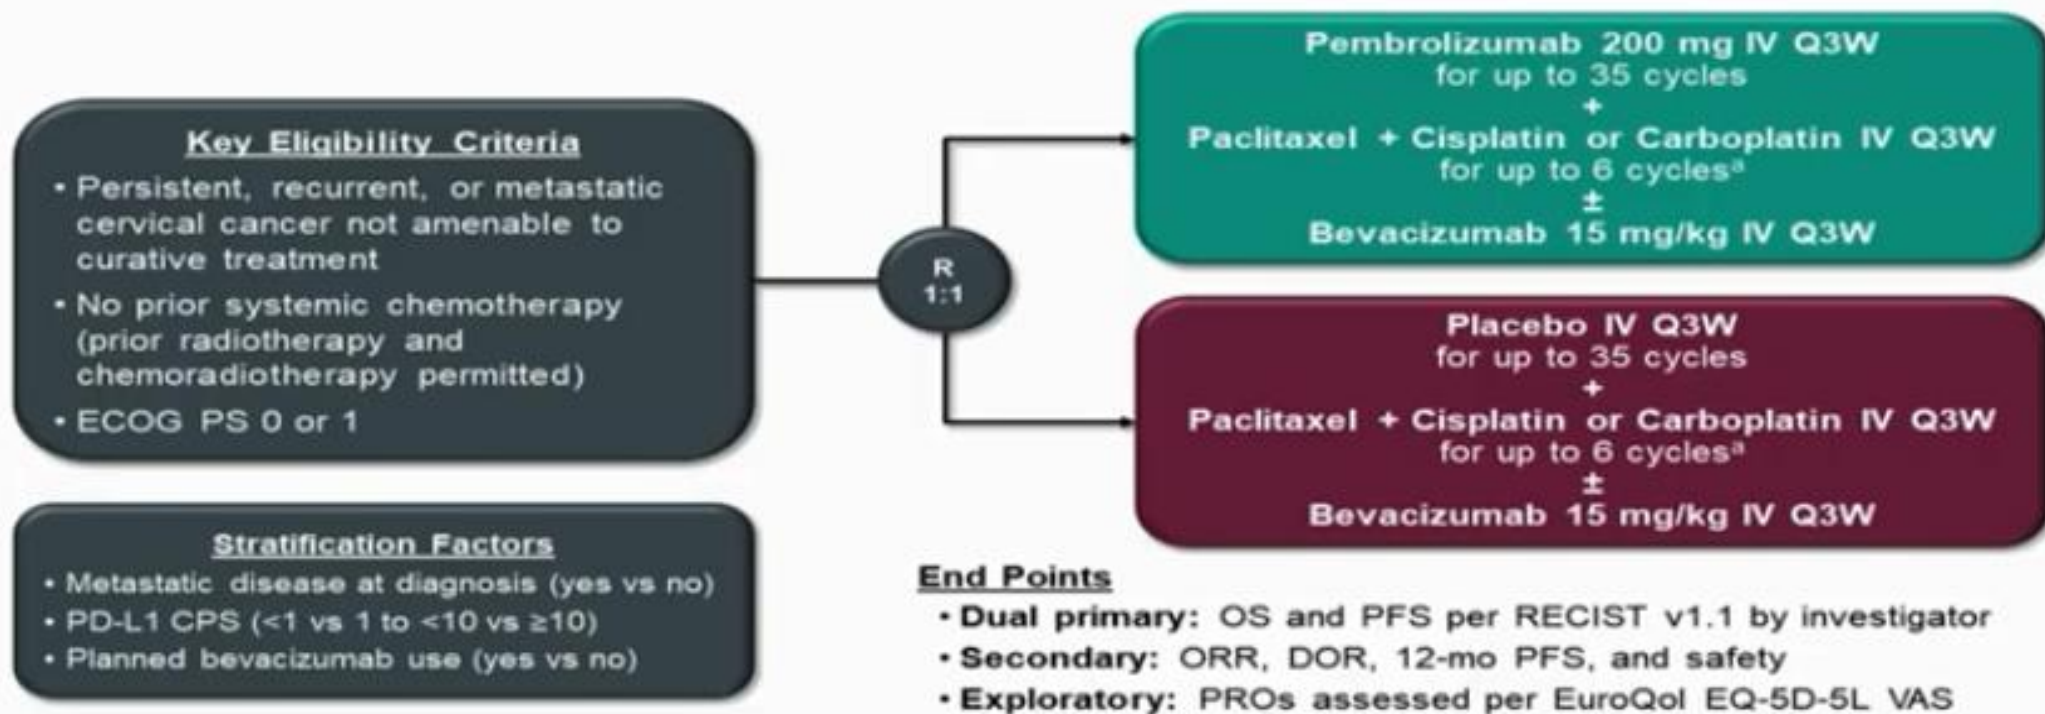 Key Eligibility Criteria
• Persistent, recurrent, or metastatic
cervical cancer not amenable to
curative treatment
• No prior systemic chemotherapy
(prior radiotherapy and
chemoradiotherapy permitted)
• ECOG PS 0 or 1
Stratification Factors
• Metastatic disease at diagnosis (yes vs no)
• PD-L1 CPS (<1 vs 1 to <10 vs ≥10)
• Planned bevacizumab use (yes vs no)
R
1:1
Pembrolizumab 200 mg IV Q3W
for up to 35 cycles
+
Paclitaxel + Cisplatin or Carboplatin IV Q3W
for up to 6 cyclesᵃ
±
Bevacizumab 15 mg/kg IV Q3W
Placebo IV Q3W
for up to 35 cycles
+
Paclitaxel + Cisplatin or Carboplatin IV Q3W
for up to 6 cyclesᵃ
±
Bevacizumab 15 mg/kg IV Q3W
End Points
• Dual primary: OS and PFS per RECIST v1.1 by investigator
• Secondary: ORR, DOR, 12-mo PFS, and safety
• Exploratory: PROs assessed per EuroQol EQ-5D-5L VAS